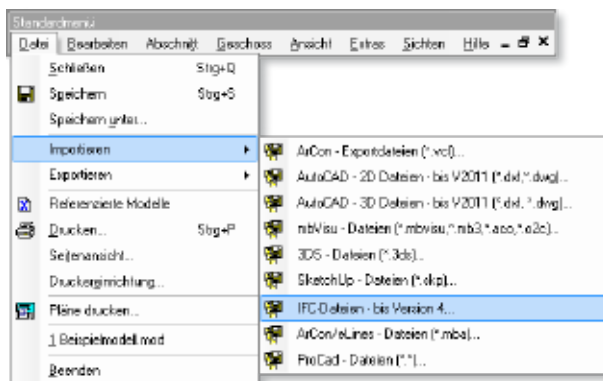 Standardmenü
Datei Bearbeiten Abschnitt Geschoss Ansicht Extras Sichten Hilfe
Schließen Strg+Q
Speichern Strg+S
Speichern unter...
Importieren
Exportieren
Referenzierte Modelle
Drucken... Strg+P
Seitenansicht...
Druckereinrichtung...
Pläne drucken...
1 Beispielmodell.mod
Beenden
ArCon - Exportdateien (*.vcf)...
AutoCAD - 2D Dateien - bis V2011 (*.dxf,*.dwg)...
AutoCAD - 3D Dateien - bis V2011 (*.dxf, *.dwg)...
mbVisu - Dateien (*.mbvisu,*.mb3,*.aco,*.o2c)...
3DS - Dateien (*.3ds)...
SketchUp - Dateien (*.skp)...
IFC-Dateien - bis Version 4...
ArCon/eLines - Dateien (*.mba)...
ProCad - Dateien (*.*)...